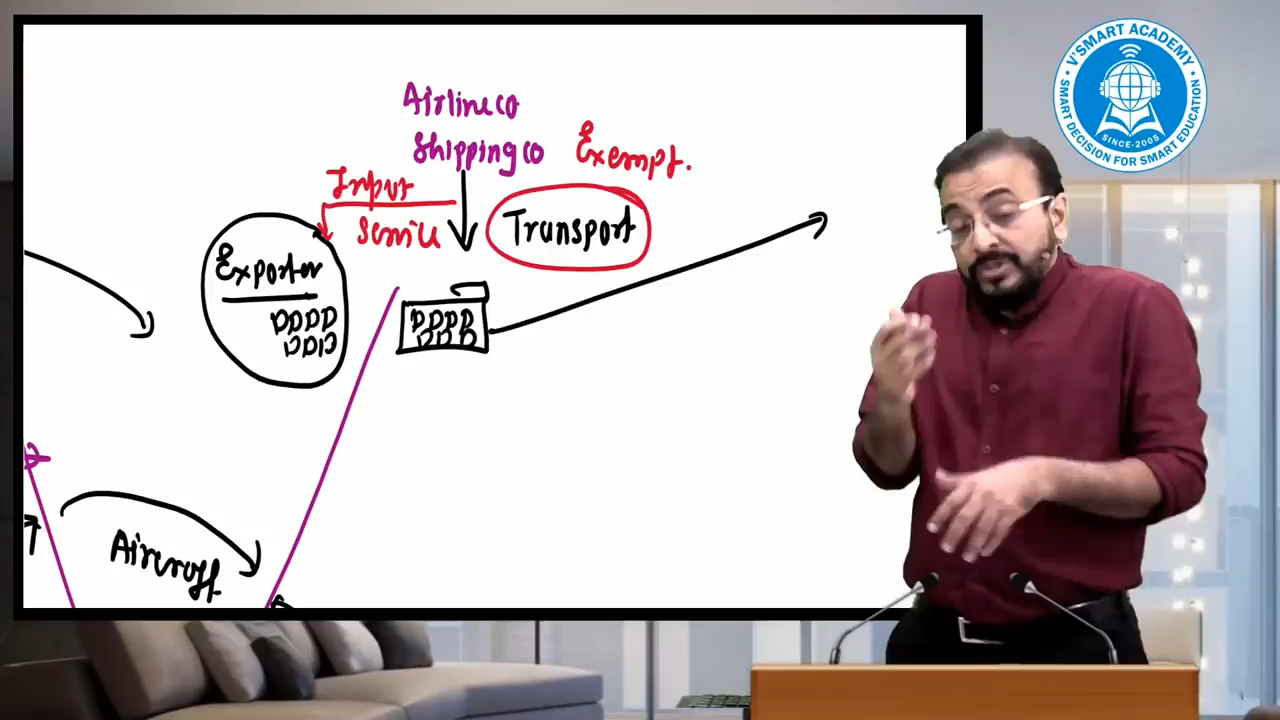 Airline co
Shipping co
Exempt.
Input
Service
Transport
Exporter
Aircraft
V'SMART ACADEMY
SMART DECISION FOR SMART EDUCATION
SINCE-2005